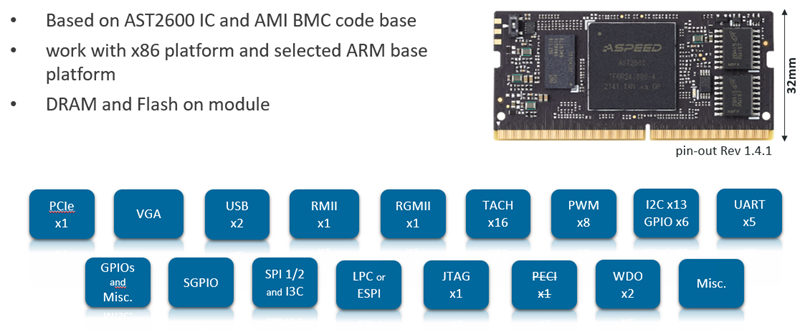 Based on AST2600 IC and AMI BMC code base
work with x86 platform and selected ARM base
platform
DRAM and Flash on module
ASPEED
32mm
pin-out Rev 1.4.1
PCIe
x1
VGA
USB
x2
RMII
x1
RGMII
x1
TACH
x16
PWM
x8
I2C x13
GPIO x6
UART
x5
GPIOs
and
Misc.
SGPIO
SPI 1/2
and I3C
LPC or
ESPI
JTAG
x1
PECI
x1
WDO
x2
Misc.